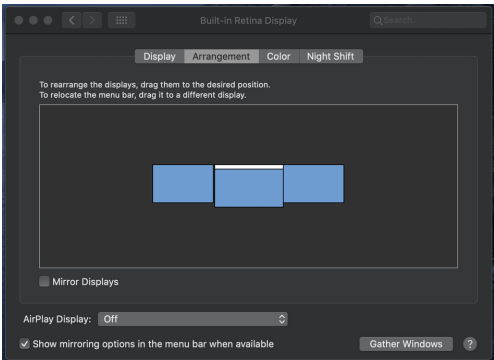 Built-in Retina Display
Search
Display Arrangement Color Night Shift
To rearrange the displays, drag them to the desired position.
To relocate the menu bar, drag it to a different display.
Mirror Displays
AirPlay Display: Off
Show mirroring options in the menu bar when available
Gather Windows ?